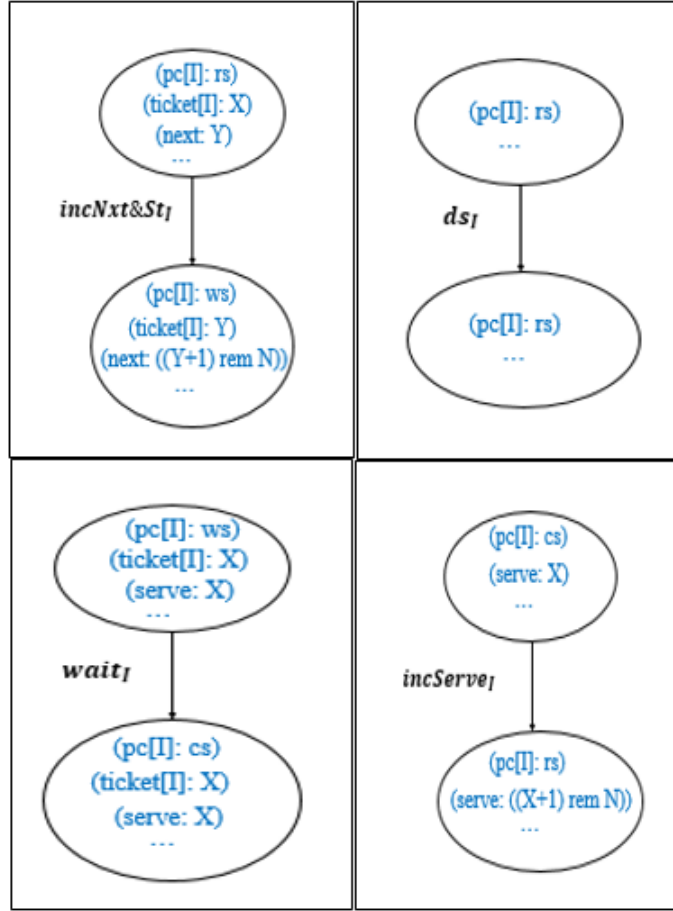 (pc[I]: rs)
(ticket[I]: X)
(next: Y)
...
incNxt&St_I
(pc[I]: ws)
(ticket[I]: Y)
(next: ((Y+1) rem N))
...
(pc[I]: rs)
...
ds_I
(pc[I]: rs)
...
(pc[I]: ws)
(ticket[I]: X)
(serve: X)
...
wait_I
(pc[I]: cs)
(ticket[I]: X)
(serve: X)
...
(pc[I]: cs)
(serve: X)
...
incServe_I
(pc[I]: rs)
(serve: ((X+1) rem N))
...